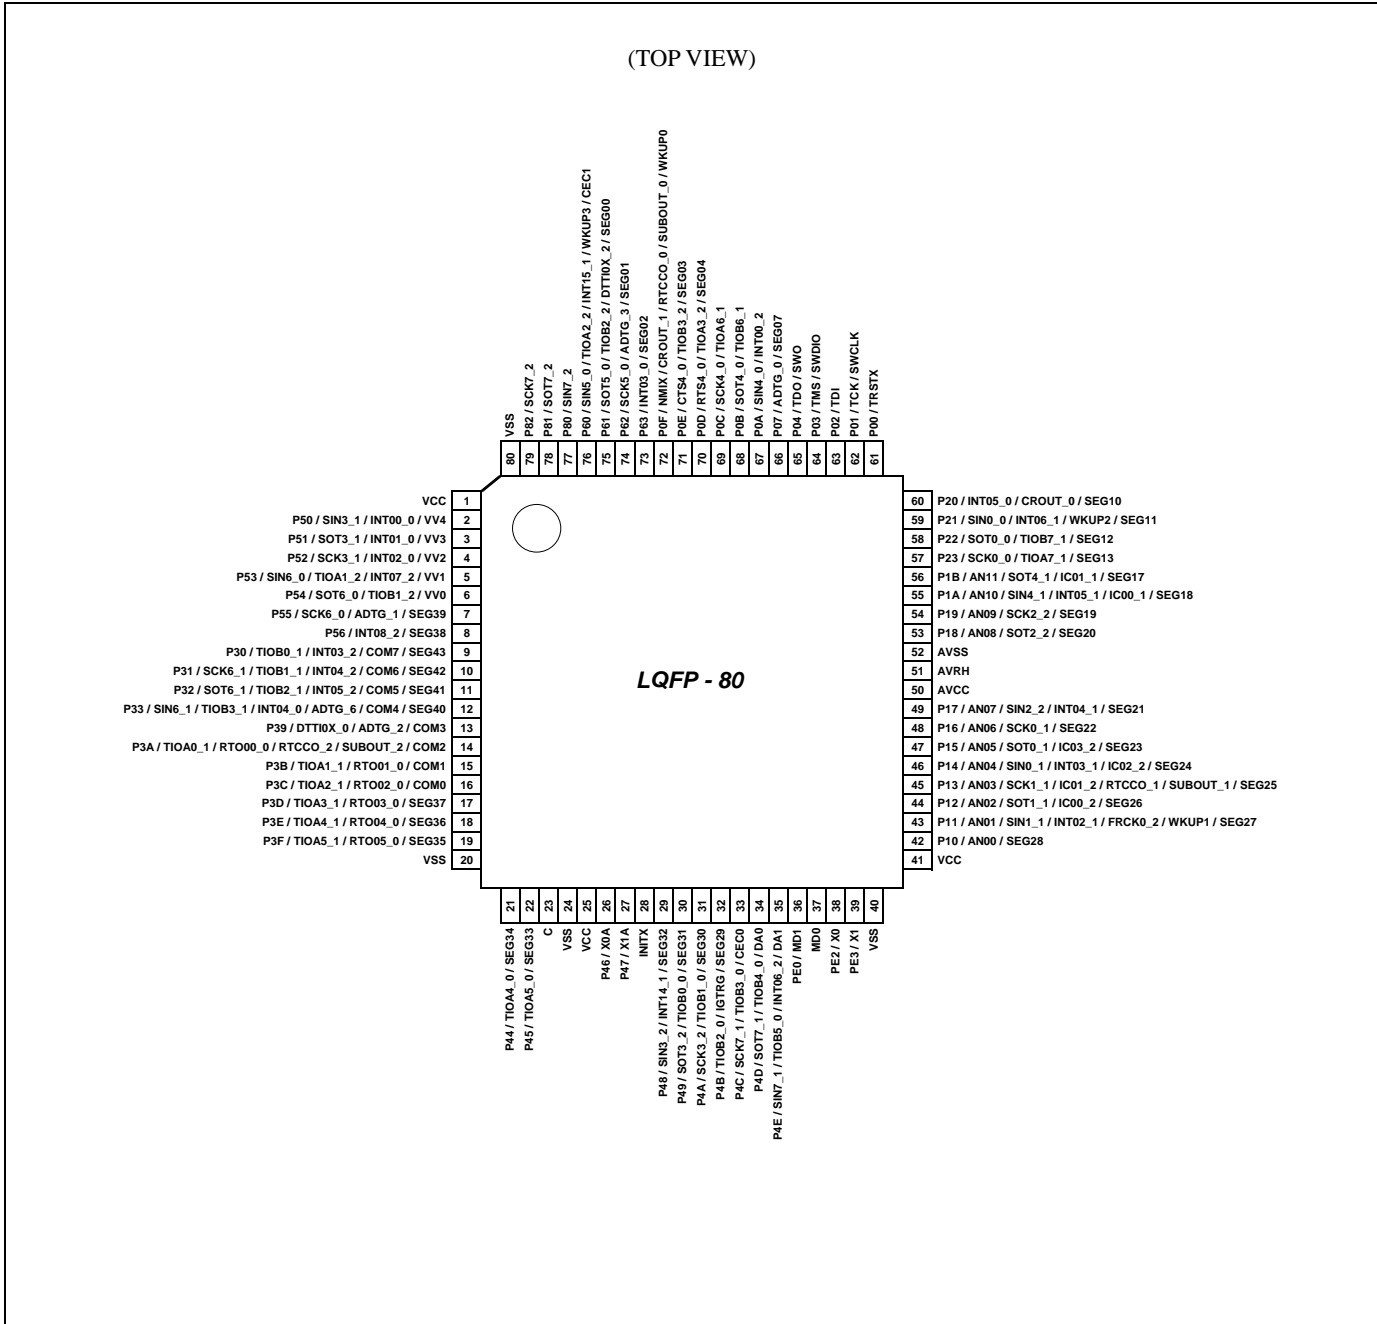 (TOP VIEW)
VSS
P82 / SCK7_2
P81 / SOT7_2
P80 / SIN7_2
P60 / SIN5_0 / TIOA2_2 / INT15_1 / WKUP3 / CEC1
P61 / SOT5_0 / TIOB2_2 / DTTI0X_2 / SEG00
P62 / SCK5_0 / ADTG_3 / SEG01
P63 / INT03_0 / SEG02
P0F / NMIX / CROUT_1 / RTCCO_0 / SUBOUT_0 / WKUP0
P0E / CTS4_0 / TIOB3_2 / SEG03
P0D / RTS4_0 / TIOA3_2 / SEG04
P0C / SCK4_0 / TIOA6_1
P0B / SOT4_0 / TIOB6_1
P0A / SIN4_0 / INT00_2
P07 / ADTG_0 / SEG07
P04 / TDO / SWO
P03 / TMS / SWDIO
P02 / TDI
P01 / TCK / SWCLK
P00 / TRSTX
80 79 78 77 76 75 74 73 72 71 70 69 68 67 66 65 64 63 62 61
VCC 1
P50 / SIN3_1 / INT00_0 / VV4 2
P51 / SOT3_1 / INT01_0 / VV3 3
P52 / SCK3_1 / INT02_0 / VV2 4
P53 / SIN6_0 / TIOA1_2 / INT07_2 / VV1 5
P54 / SOT6_0 / TIOB1_2 / VV0 6
P55 / SCK6_0 / ADTG_1 / SEG39 7
P56 / INT08_2 / SEG38 8
P30 / TIOB0_1 / INT03_2 / COM7 / SEG43 9
P31 / SCK6_1 / TIOB1_1 / INT04_2 / COM6 / SEG42 10
P32 / SOT6_1 / TIOB2_1 / INT05_2 / COM5 / SEG41 11
P33 / SIN6_1 / TIOB3_1 / INT04_0 / ADTG_6 / COM4 / SEG40 12
P39 / DTTI0X_0 / ADTG_2 / COM3 13
P3A / TIOA0_1 / RTO00_0 / RTCCO_2 / SUBOUT_2 / COM2 14
P3B / TIOA1_1 / RTO01_0 / COM1 15
P3C / TIOA2_1 / RTO02_0 / COM0 16
P3D / TIOA3_1 / RTO03_0 / SEG37 17
P3E / TIOA4_1 / RTO04_0 / SEG36 18
P3F / TIOA5_1 / RTO05_0 / SEG35 19
VSS 20
LQFP - 80
60 P20 / INT05_0 / CROUT_0 / SEG10
59 P21 / SIN0_0 / INT06_1 / WKUP2 / SEG11
58 P22 / SOT0_0 / TIOB7_1 / SEG12
57 P23 / SCK0_0 / TIOA7_1 / SEG13
56 P1B / AN11 / SOT4_1 / IC01_1 / SEG17
55 P1A / AN10 / SIN4_1 / INT05_1 / IC00_1 / SEG18
54 P19 / AN09 / SCK2_2 / SEG19
53 P18 / AN08 / SOT2_2 / SEG20
52 AVSS
51 AVRH
50 AVCC
49 P17 / AN07 / SIN2_2 / INT04_1 / SEG21
48 P16 / AN06 / SCK0_1 / SEG22
47 P15 / AN05 / SOT0_1 / IC03_2 / SEG23
46 P14 / AN04 / SIN0_1 / INT03_1 / IC02_2 / SEG24
45 P13 / AN03 / SCK1_1 / IC01_2 / RTCCO_1 / SUBOUT_1 / SEG25
44 P12 / AN02 / SOT1_1 / IC00_2 / SEG26
43 P11 / AN01 / SIN1_1 / INT02_1 / FRCK0_2 / WKUP1 / SEG27
42 P10 / AN00 / SEG28
41 VCC
21 22 23 24 25 26 27 28 29 30 31 32 33 34 35 36 37 38 39 40
P44 / TIOA4_0 / SEG34
P45 / TIOA5_0 / SEG33
C
VSS
VCC
P46 / X0A
P47 / X1A
INITX
P48 / SIN3_2 / INT14_1 / SEG32
P49 / SOT3_2 / TIOB0_0 / SEG31
P4A / SCK3_2 / TIOB1_0 / SEG30
P4B / TIOB2_0 / IGTRG / SEG29
P4C / SCK7_1 / TIOB3_0 / CEC0
P4D / SOT7_1 / TIOB4_0 / DA0
P4E / SIN7_1 / TIOB5_0 / INT06_2 / DA1
PE0 / MD1
MD0
PE2 / X0
PE3 / X1
VSS